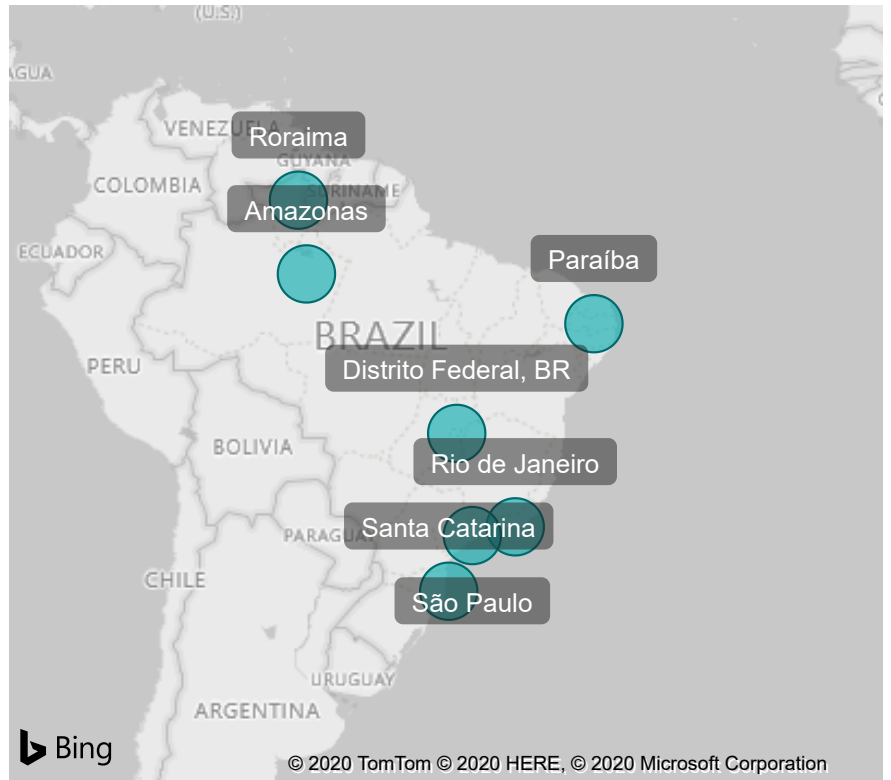 (U.S.)
AGUA
VENEZUELA
Roraima
GUYANA
COLOMBIA
SURINAME
Amazonas
ECUADOR
Paraíba
BRAZIL
PERU
Distrito Federal, BR
BOLIVIA
Rio de Janeiro
Santa Catarina
PARAGUAY
CHILE
São Paulo
URUGUAY
ARGENTINA
Bing
© 2020 TomTom © 2020 HERE, © 2020 Microsoft Corporation